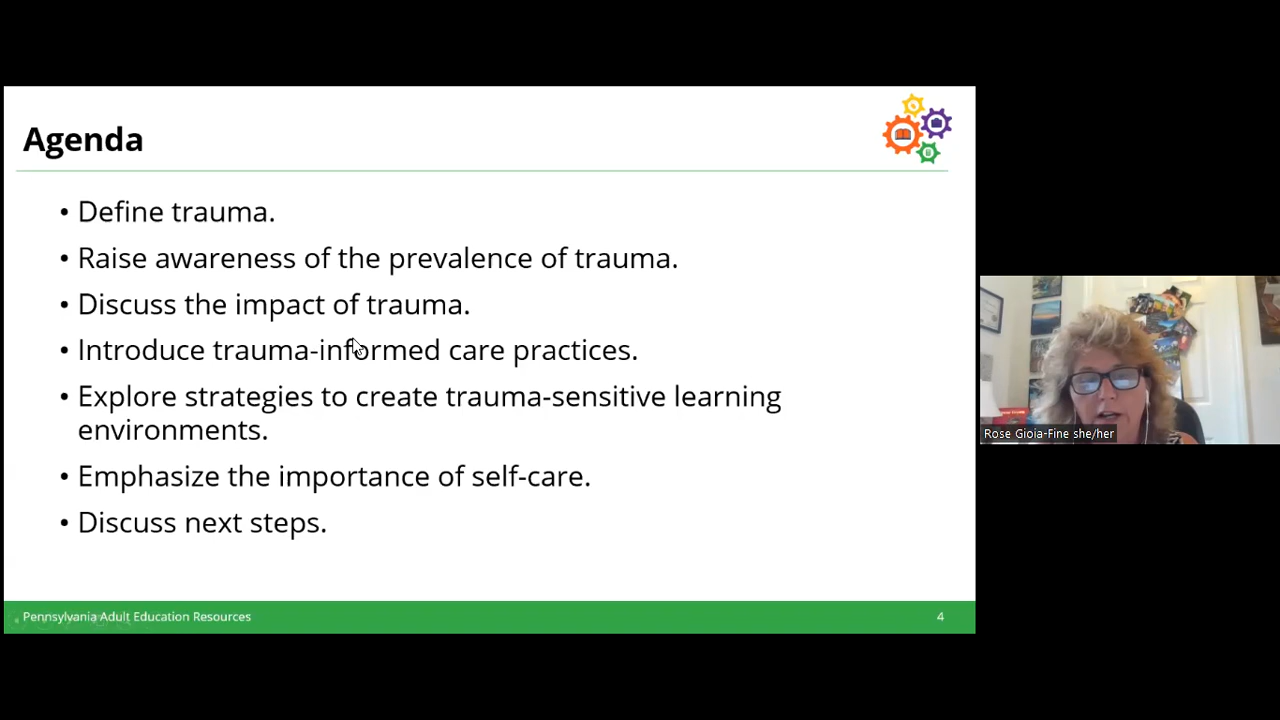 Agenda
• Define trauma.
• Raise awareness of the prevalence of trauma.
• Discuss the impact of trauma.
• Introduce trauma-informed care practices.
• Explore strategies to create trauma-sensitive learning
environments.
• Emphasize the importance of self-care.
• Discuss next steps.
Rose Gioia-Fine she/her
Pennsylvania Adult Education Resources
4